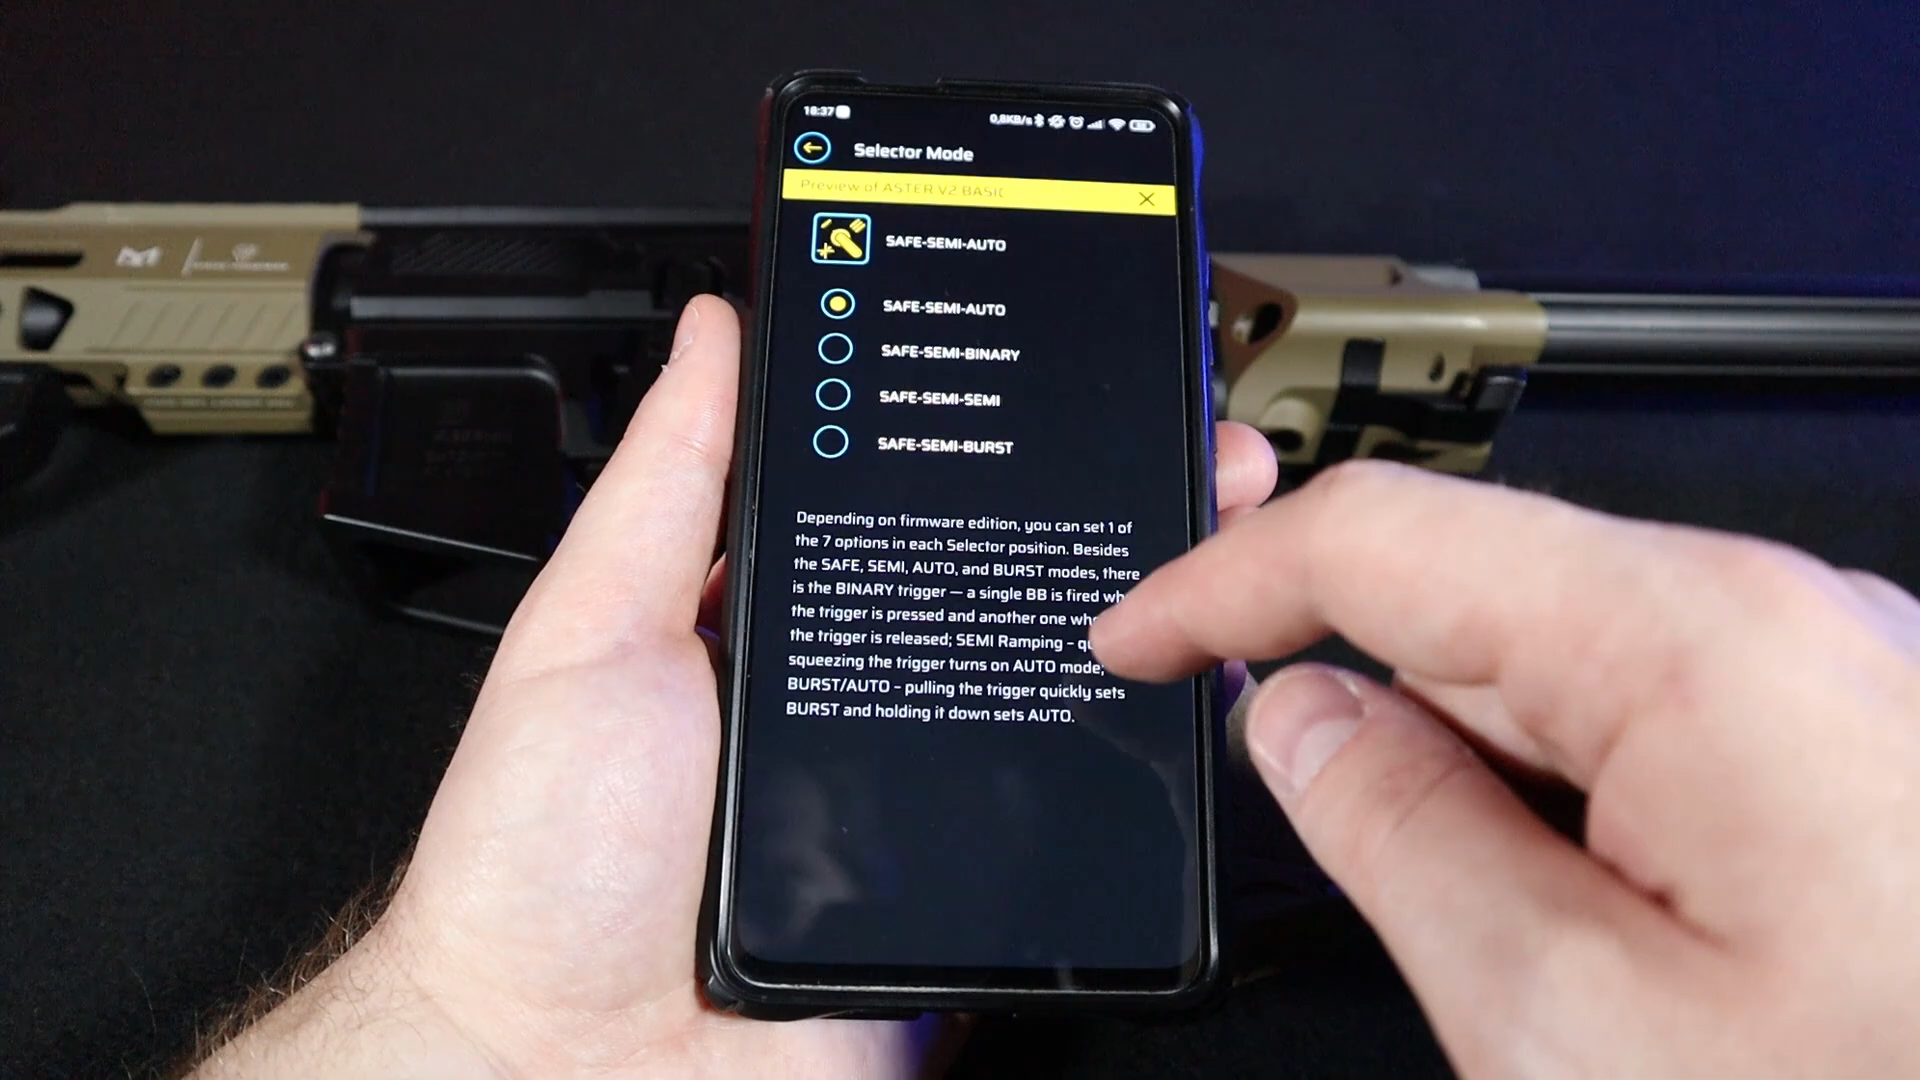 18:37
0,8KB/s
Selector Mode
Preview of ASTER V2 BASIC
SAFE-SEMI-AUTO
SAFE-SEMI-AUTO
SAFE-SEMI-BINARY
SAFE-SEMI-SEMI
SAFE-SEMI-BURST
Depending on firmware edition, you can set 1 of
the 7 options in each Selector position. Besides
the SAFE, SEMI, AUTO, and BURST modes, there
is the BINARY trigger — a single BB is fired wh
the trigger is pressed and another one whe
the trigger is released; SEMI Ramping – qu
squeezing the trigger turns on AUTO mode;
BURST/AUTO – pulling the trigger quickly sets
BURST and holding it down sets AUTO.